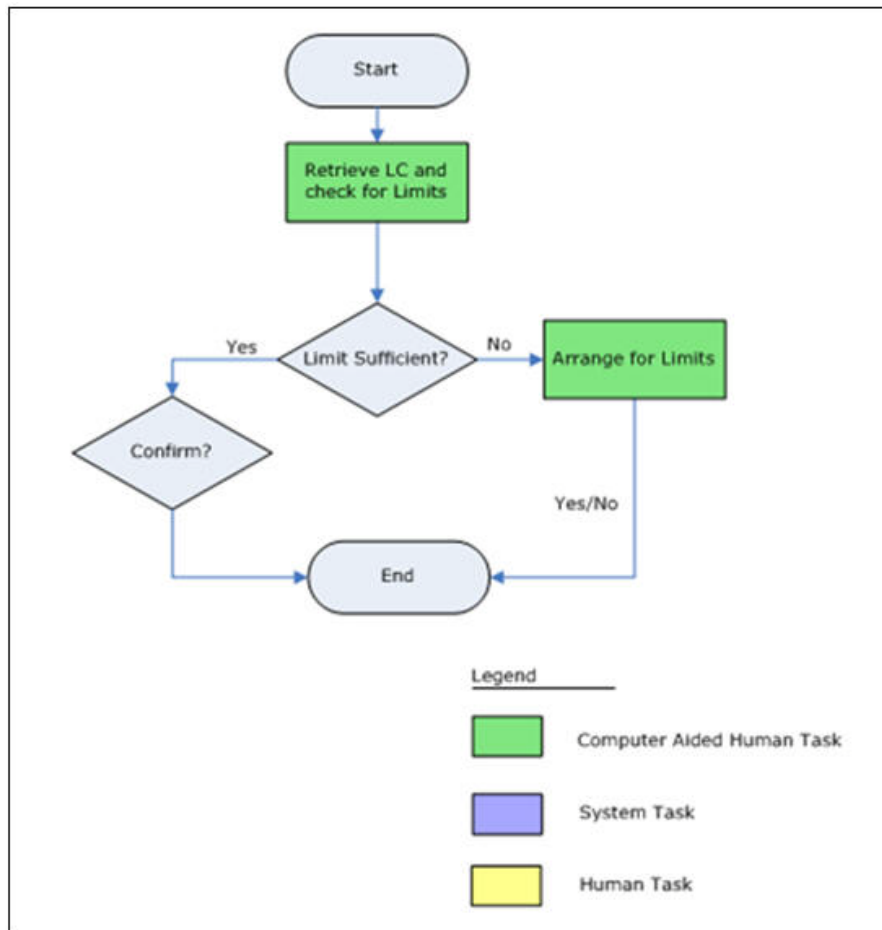 Start
Retrieve LC and
check for Limits
Yes
Limit Sufficient?
No
Arrange for Limits
Confirm?
Yes/No
End
Legend
Computer Aided Human Task
System Task
Human Task